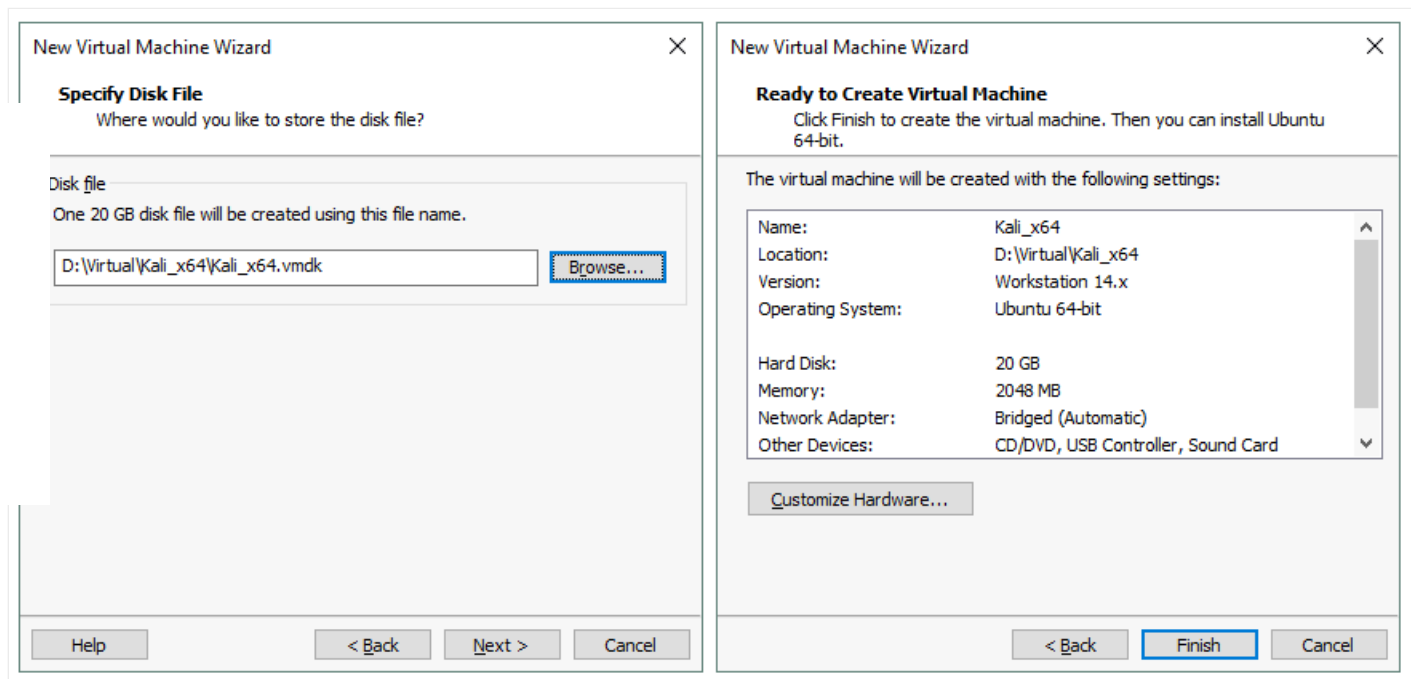 New Virtual Machine Wizard
Specify Disk File
Where would you like to store the disk file?
Disk file
One 20 GB disk file will be created using this file name.
D:\Virtual\Kali_x64\Kali_x64.vmdk
Browse...
Help
< Back
Next >
Cancel
New Virtual Machine Wizard
Ready to Create Virtual Machine
Click Finish to create the virtual machine. Then you can install Ubuntu
64-bit.
The virtual machine will be created with the following settings:
Name: Kali_x64
Location: D:\Virtual\Kali_x64
Version: Workstation 14.x
Operating System: Ubuntu 64-bit
Hard Disk: 20 GB
Memory: 2048 MB
Network Adapter: Bridged (Automatic)
Other Devices: CD/DVD, USB Controller, Sound Card
Customize Hardware...
< Back
Finish
Cancel